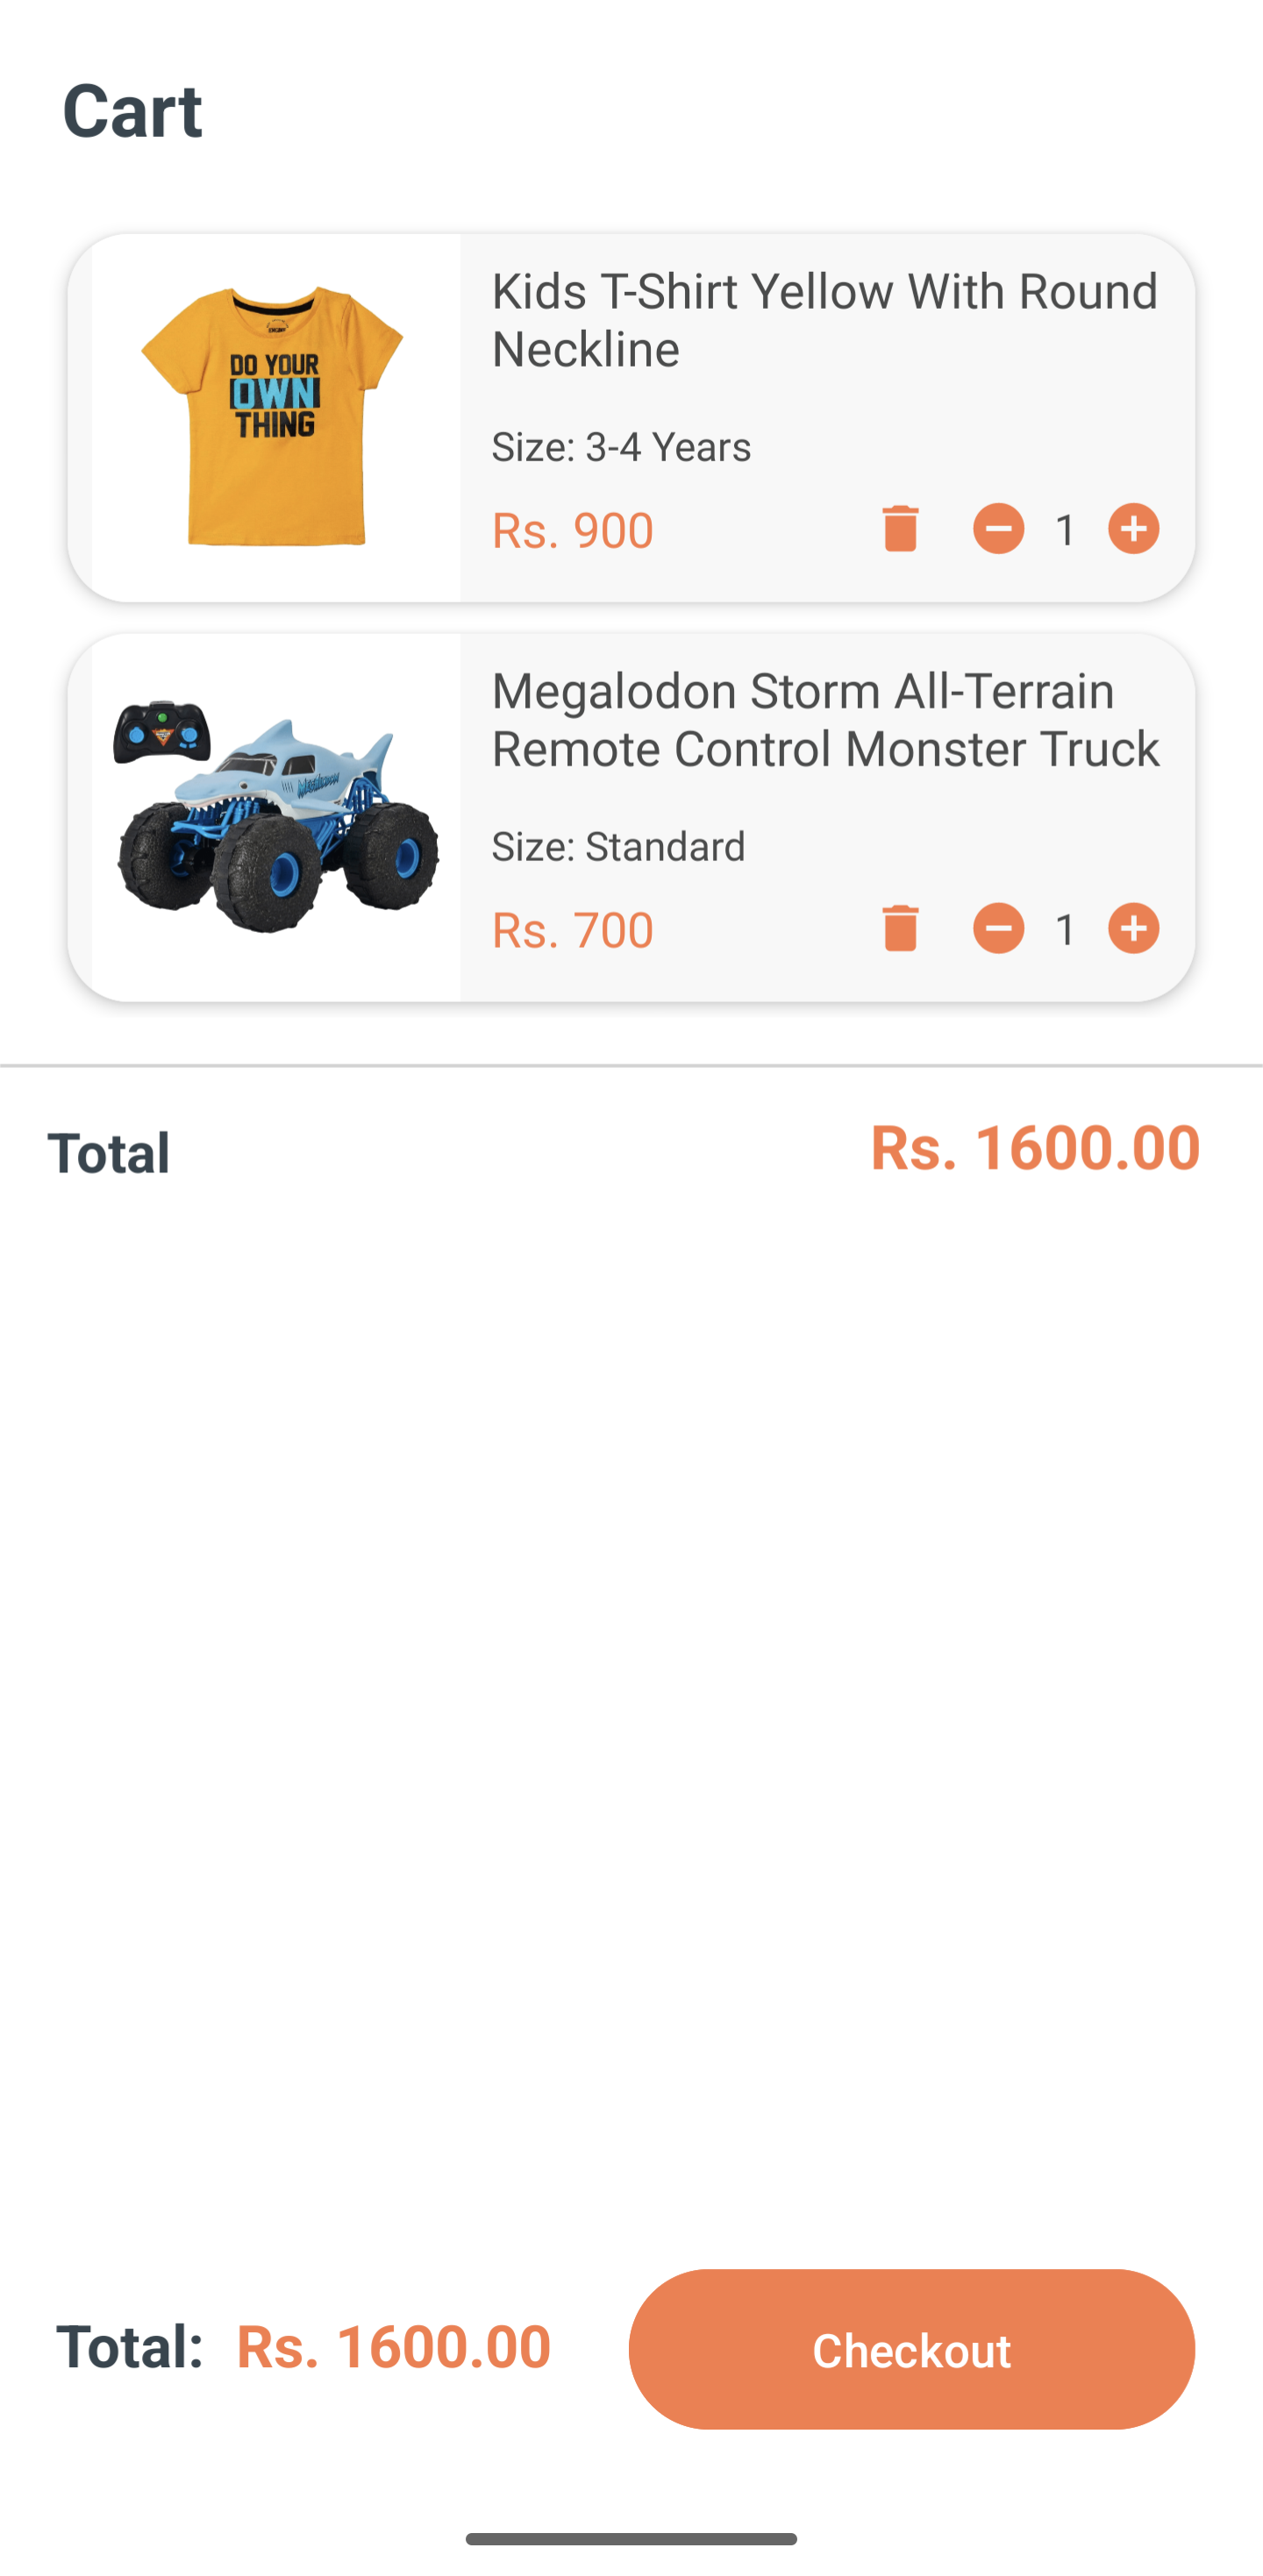 Cart
DO YOUR
OWN
THING
Kids T-Shirt Yellow With Round
Neckline
Size: 3-4 Years
Rs. 900
1
Megalodon
Megalodon Storm All-Terrain
Remote Control Monster Truck
Size: Standard
Rs. 700
1
Total
Rs. 1600.00
Total: Rs. 1600.00
Checkout